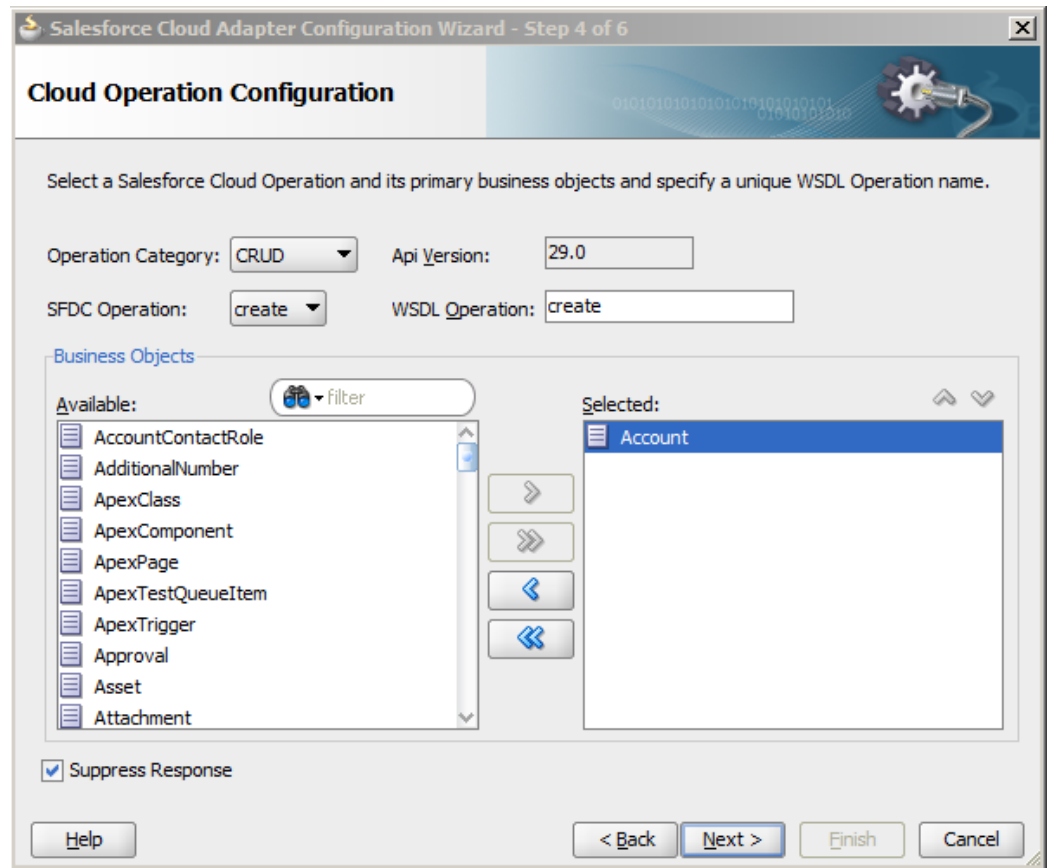 Salesforce Cloud Adapter Configuration Wizard - Step 4 of 6
Cloud Operation Configuration
Select a Salesforce Cloud Operation and its primary business objects and specify a unique WSDL Operation name.
Operation Category: CRUD Api Version: 29.0
SFDC Operation: create WSDL Operation: create
Business Objects
Available: filter Selected:
AccountContactRole Account
AdditionalNumber
ApexClass
ApexComponent
ApexPage
ApexTestQueueItem
ApexTrigger
Approval
Asset
Attachment
Suppress Response
Help < Back Next > Finish Cancel